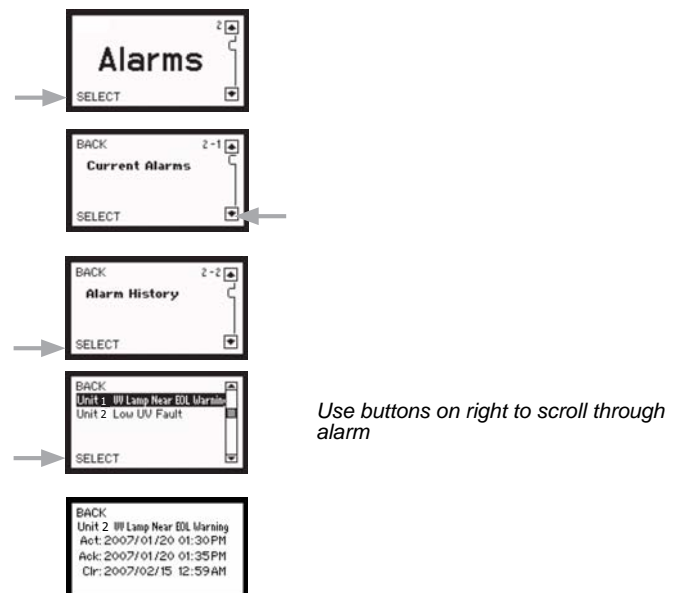 2
Alarms
SELECT
BACK 2-1
Current Alarms
SELECT
BACK 2-2
Alarm History
SELECT
BACK
Unit 1 UV Lamp Near EOL Warning
Unit 2 Low UV Fault
SELECT
Use buttons on right to scroll through
alarm
BACK
Unit 2 UV Lamp Near EOL Warning
Act: 2007/01/20 01:30PM
Ack: 2007/01/20 01:35PM
Clr: 2007/02/15 12:59AM